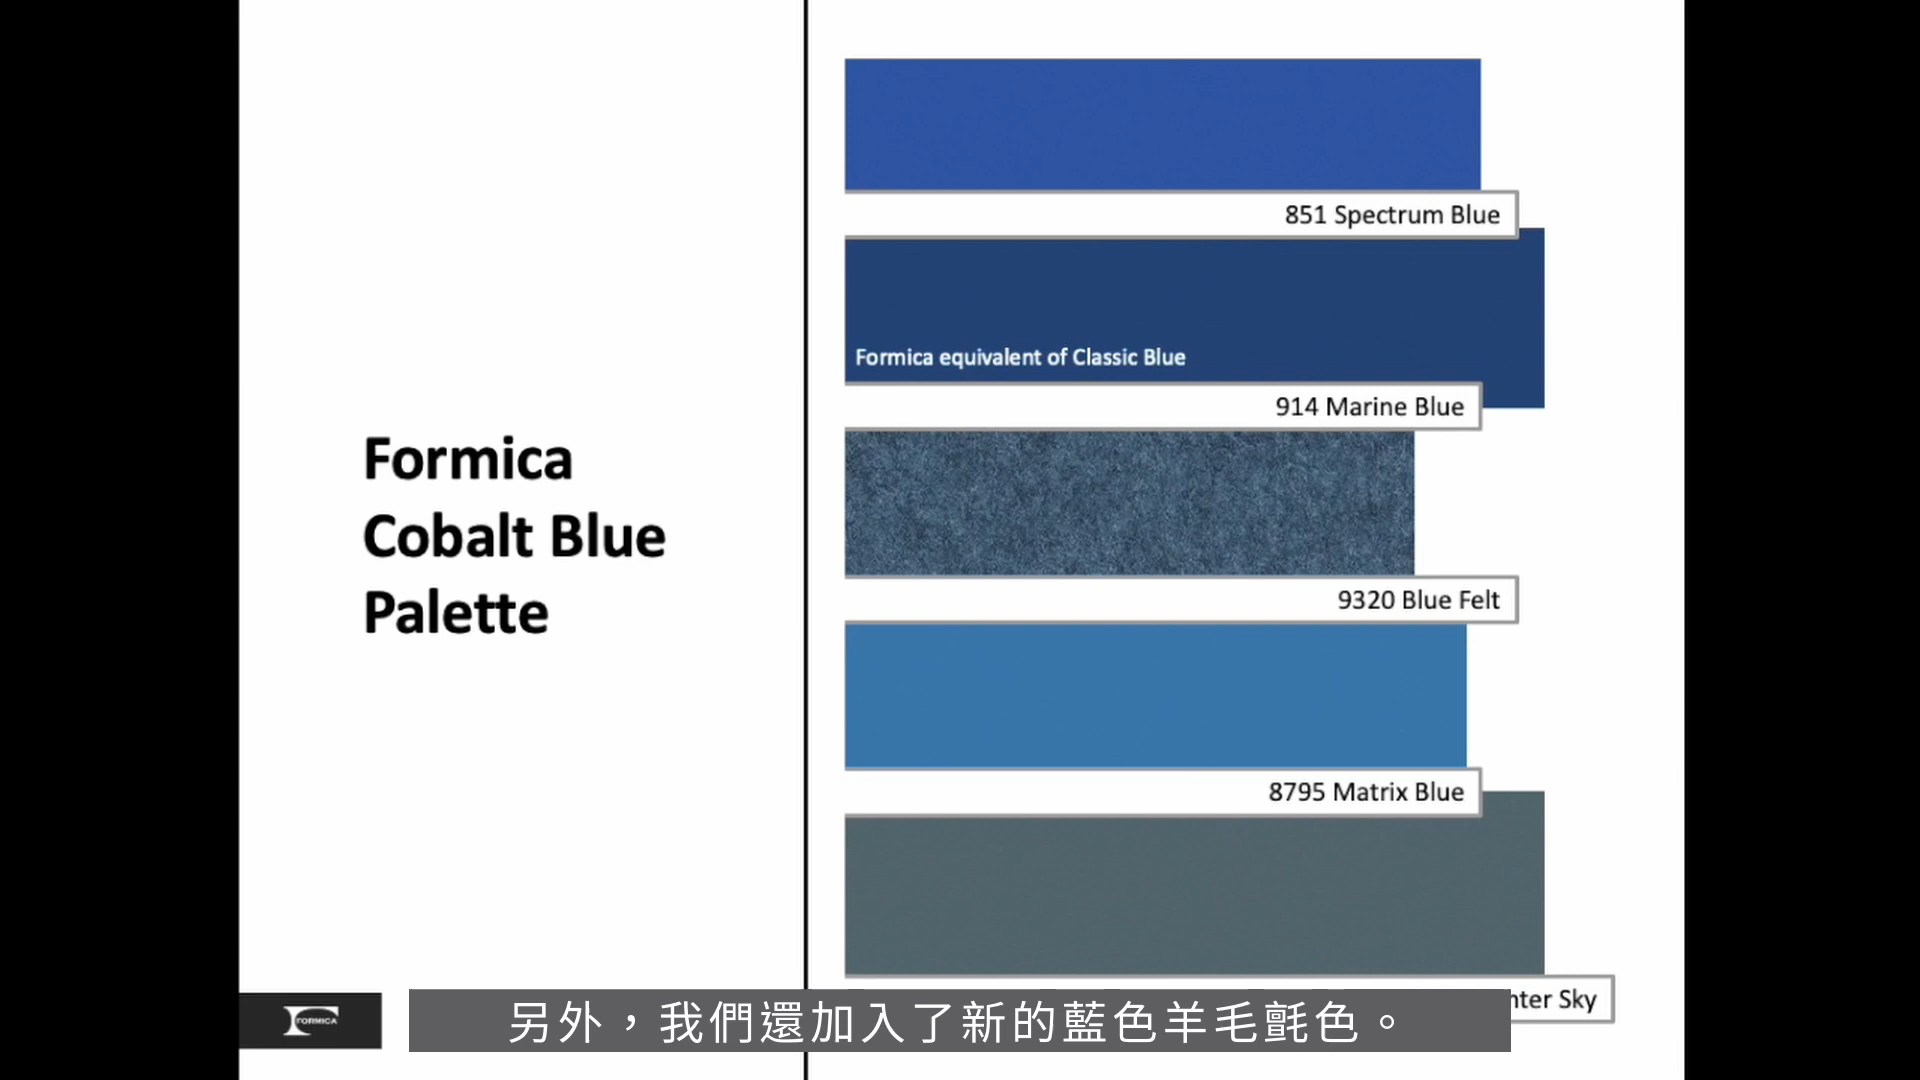 851 Spectrum Blue
Formica equivalent of Classic Blue
914 Marine Blue
Formica
Cobalt Blue
Palette
9320 Blue Felt
8795 Matrix Blue
Sky
FORMICA
另外，我們還加入了新的藍色羊毛氈色。